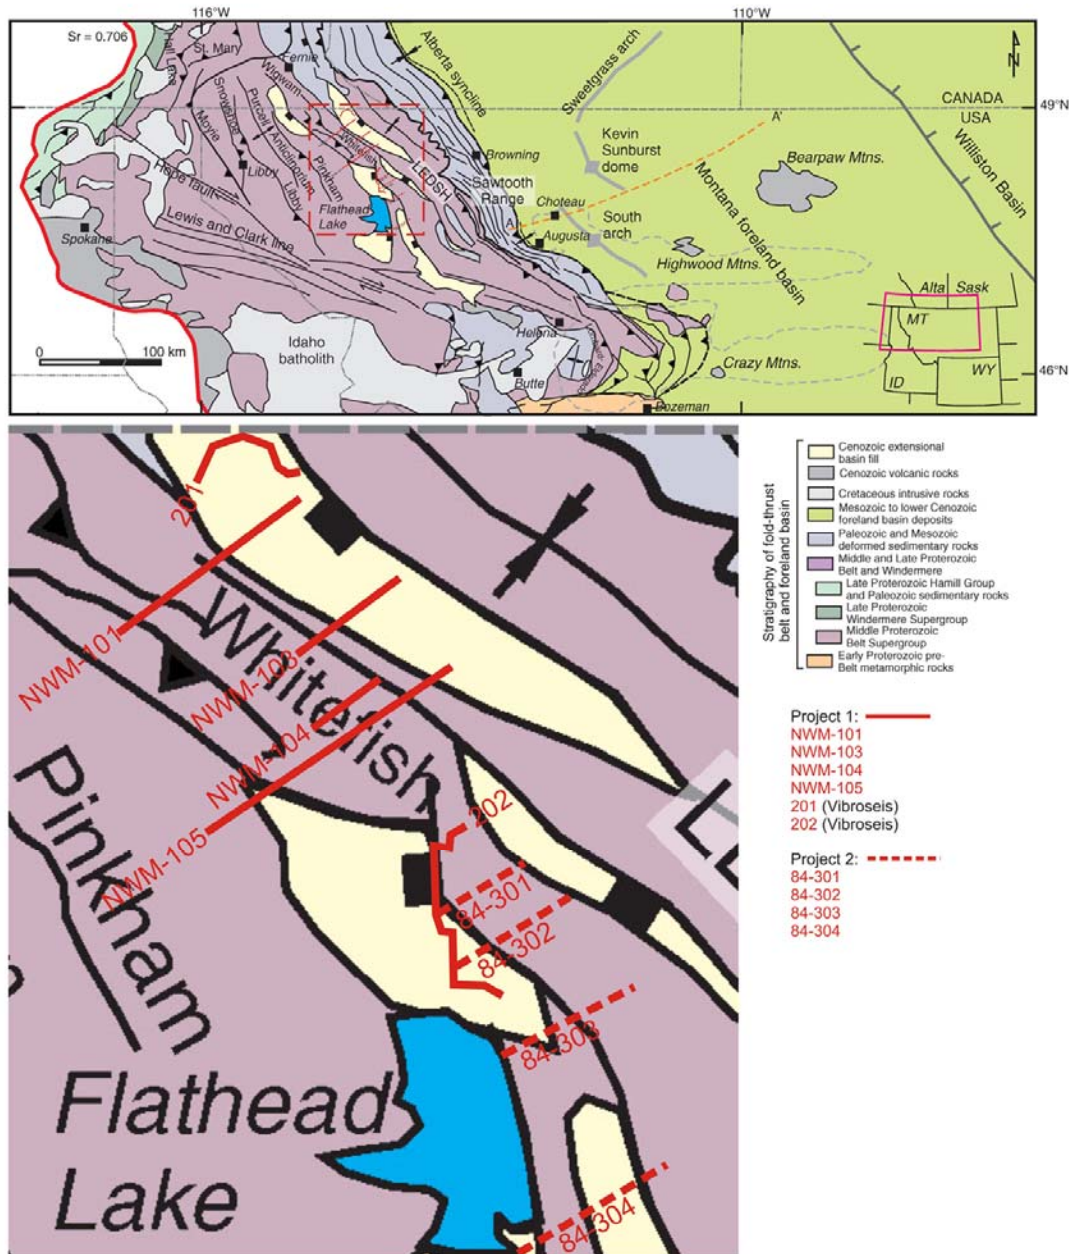 116°W
110°W
Sr = 0.706
Hall Lake
St. Mary
Fernie
Wigwam
Alberta syncline
Sweetgrass arch
N
CANADA
USA
49°N
A'
Snowshoe
Moyie
Purcell Anticlinorium
Whitefish
Pinkham
Libby
Libby
LEDSH
Browning
Kevin
Sunburst
dome
Bearpaw Mtns.
Williston Basin
Hope fault
Flathead
Lake
Sawtooth
Range
Choteau
A
Augusta
South
arch
Montana foreland
basin
Lewis and Clark line
Spokane
Highwood Mtns.
Alta
Sask
MT
0
100 km
Idaho
batholith
Helena
Butte
Crazy Mtns.
ID
WY
46°N
Bozeman
201
NWM-101
NWM-103
Whitefish
NWM-104
NWM-105
Pinkham
202
84-301
84-302
84-303
84-304
Flathead
Lake
Stratigraphy of fold-thrust
belt and foreland basin
Cenozoic extensional
basin fill
Cenozoic volcanic rocks
Cretaceous intrusive rocks
Mesozoic to lower Cenozoic
foreland basin deposits
Paleozoic and Mesozoic
deformed sedimentary rocks
Middle and Late Proterozoic
Belt and Windermere
Late Proterozoic Hamill Group
and Paleozoic sedimentary rocks
Late Proterozoic
Windermere Supergroup
Middle Proterozoic
Belt Supergroup
Early Proterozoic pre-
Belt metamorphic rocks
Project 1:
NWM-101
NWM-103
NWM-104
NWM-105
201 (Vibroseis)
202 (Vibroseis)
Project 2:
84-301
84-302
84-303
84-304